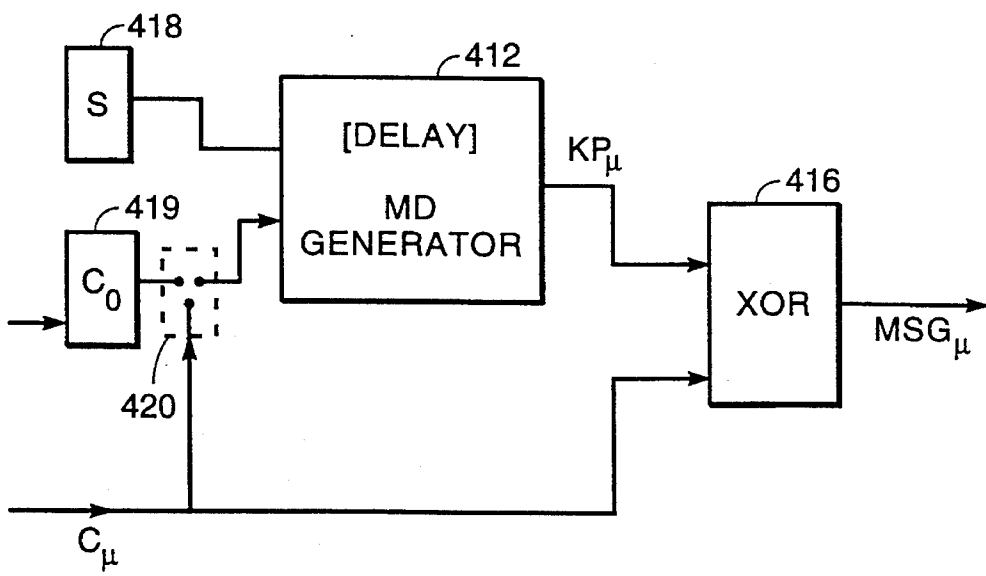 418
S
412
[DELAY]
MD
GENERATOR
KPμ
416
XOR
MSGμ
419
C0
420
Cμ